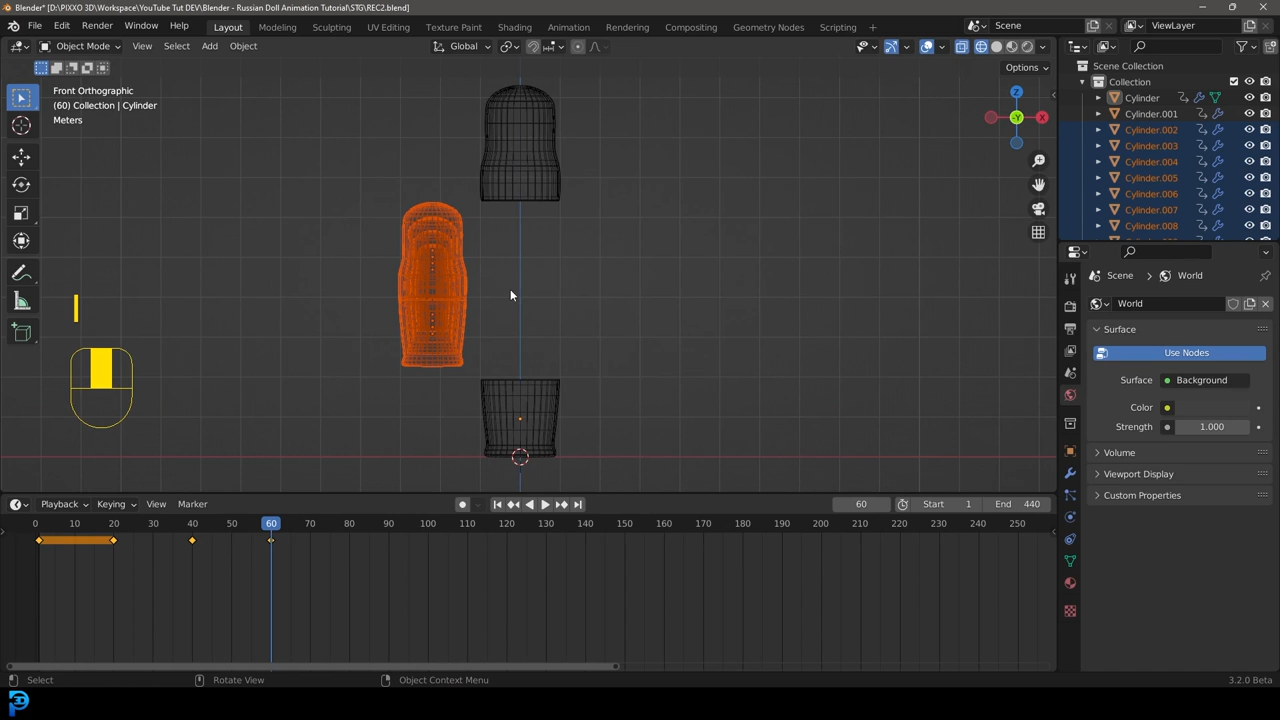 Blender* [D:\PIXXO 3D\Workspace\YouTube Tut DEV\Blender - Russian Doll Animation Tutorial\STG\REC2.blend]
File Edit Render Window Help Layout Modeling Sculpting UV Editing Texture Paint Shading Animation Rendering Compositing Geometry Nodes Scripting Scene ViewLayer
Object Mode View Select Add Object Global
Options
Front Orthographic
(60) Collection | Cylinder
Meters
Z
-Y
X
Scene Collection
Collection
Cylinder
Cylinder.001
Cylinder.002
Cylinder.003
Cylinder.004
Cylinder.005
Cylinder.006
Cylinder.007
Cylinder.008
Scene World
World
Surface
Use Nodes
Surface Background
Color
Strength 1.000
Volume
Viewport Display
Custom Properties
Playback Keying View Marker 60 Start 1 End 440
0 10 20 30 40 50 60 70 80 90 100 110 120 130 140 150 160 170 180 190 200 210 220 230 240 250
Select Rotate View Object Context Menu 3.2.0 Beta